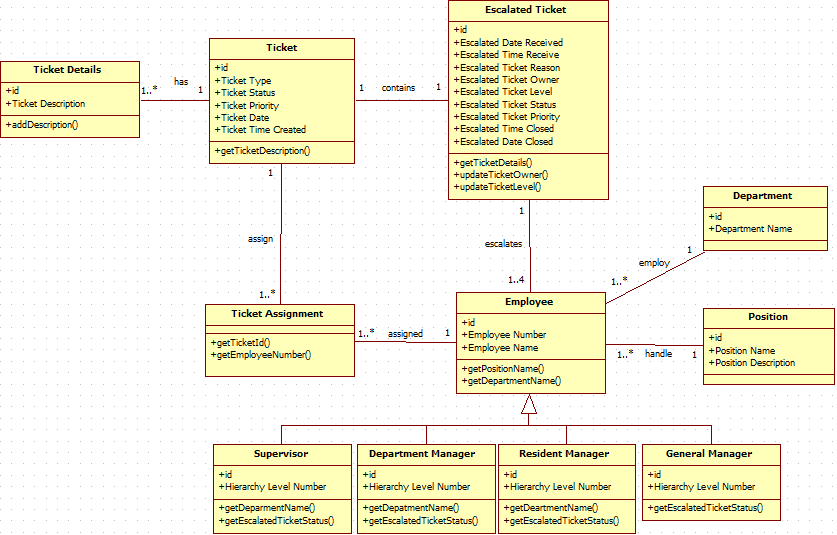 Escalated Ticket
+id
+Escalated Date Received
+Escalated Time Receive
+Escalated Ticket Reason
+Escalated Ticket Owner
+Escalated Ticket Level
+Escalated Ticket Status
+Escalated Ticket Priority
+Escalated Time Closed
+Escalated Date Closed
+getTicketDetails()
+updateTicketOwner()
+updateTicketLevel()
Ticket
+id
+Ticket Type
+Ticket Status
+Ticket Priority
+Ticket Date
+Ticket Time Created
+getTicketDescription()
Ticket Details
+id
+Ticket Description
+addDescription()
has
1..*
1
1
contains
1
1
assign
1..*
1
escalates
1..4
Department
+id
+Department Name
1
employ
1..*
Ticket Assignment
+getTicketId()
+getEmployeeNumber()
1..*
assigned
1
Employee
+id
+Employee Number
+Employee Name
+getPositionName()
+getDepartmentName()
1..*
handle
1
Position
+id
+Position Name
+Position Description
Supervisor
+id
+Hierarchy Level Number
+getDeparmentName()
+getEscalatedTicketStatus()
Department Manager
+id
+Hierarchy Level Number
+getDepatmentName()
+getEscalatedTicketStatus()
Resident Manager
+id
+Hierarchy Level Number
+getDeartmentName()
+getEscalatedTicketStatus()
General Manager
+id
+Hierarchy Level Number
+getEscalatedTicketStatus()